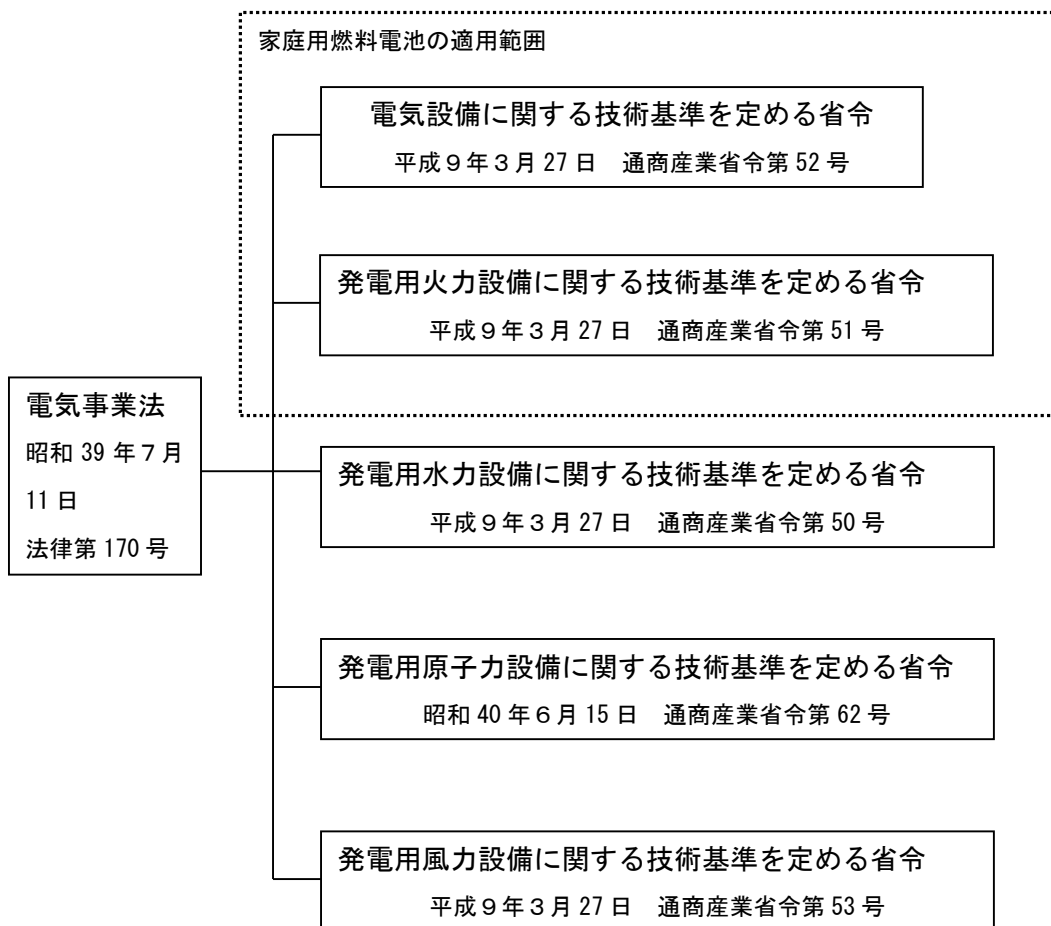 家庭用燃料電池の適用範囲
電気設備に関する技術基準を定める省令
平成９年３月 27 日　通商産業省令第 52 号
発電用火力設備に関する技術基準を定める省令
平成９年３月 27 日　通商産業省令第 51 号
電気事業法
昭和 39 年７月
11 日
法律第 170 号
発電用水力設備に関する技術基準を定める省令
平成９年３月 27 日　通商産業省令第 50 号
発電用原子力設備に関する技術基準を定める省令
昭和 40 年６月 15 日　通商産業省令第 62 号
発電用風力設備に関する技術基準を定める省令
平成９年３月 27 日　通商産業省令第 53 号